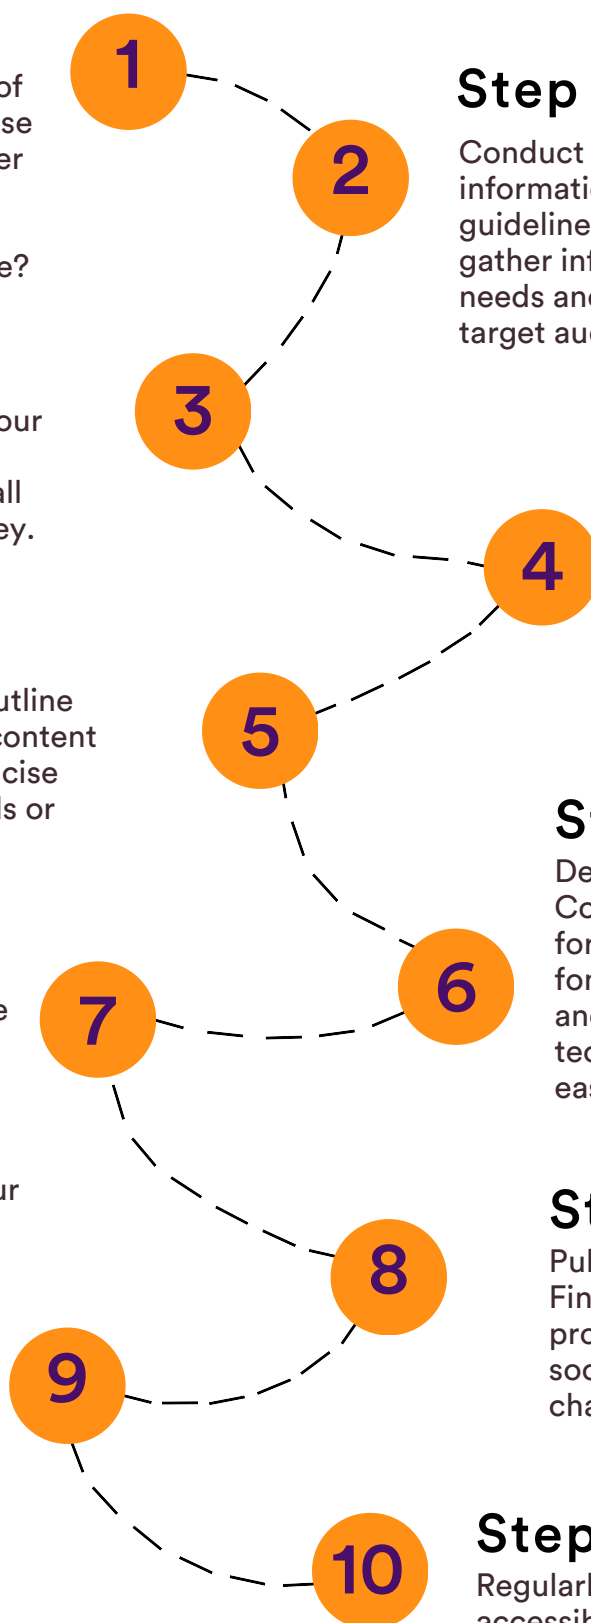 1
of
se
er
e?
2
Step
Conduct
informati
guideline
gather inf
needs and
target aud
3
our
all
ey.
4
5
utline
content
cise
ls or
6
St
De
Co
for
for
and
tec
eas
7
e
ur
8
St
Pul
Fin
pro
soc
cha
9
10
Step
Regularl
accessib